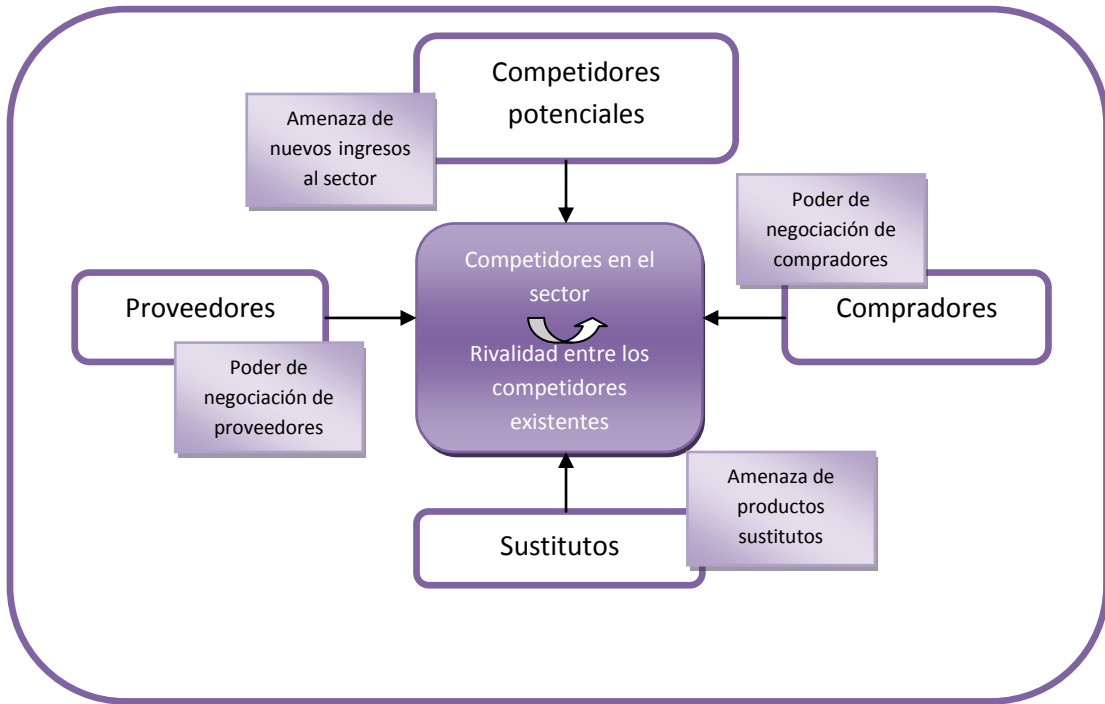 Competidores
potenciales
Amenaza de
nuevos ingresos
al sector
Poder de
negociación de
compradores
Competidores en el
sector
Rivalidad entre los
competidores
existentes
Proveedores
Poder de
negociación de
proveedores
Compradores
Amenaza de
productos
sustitutos
Sustitutos